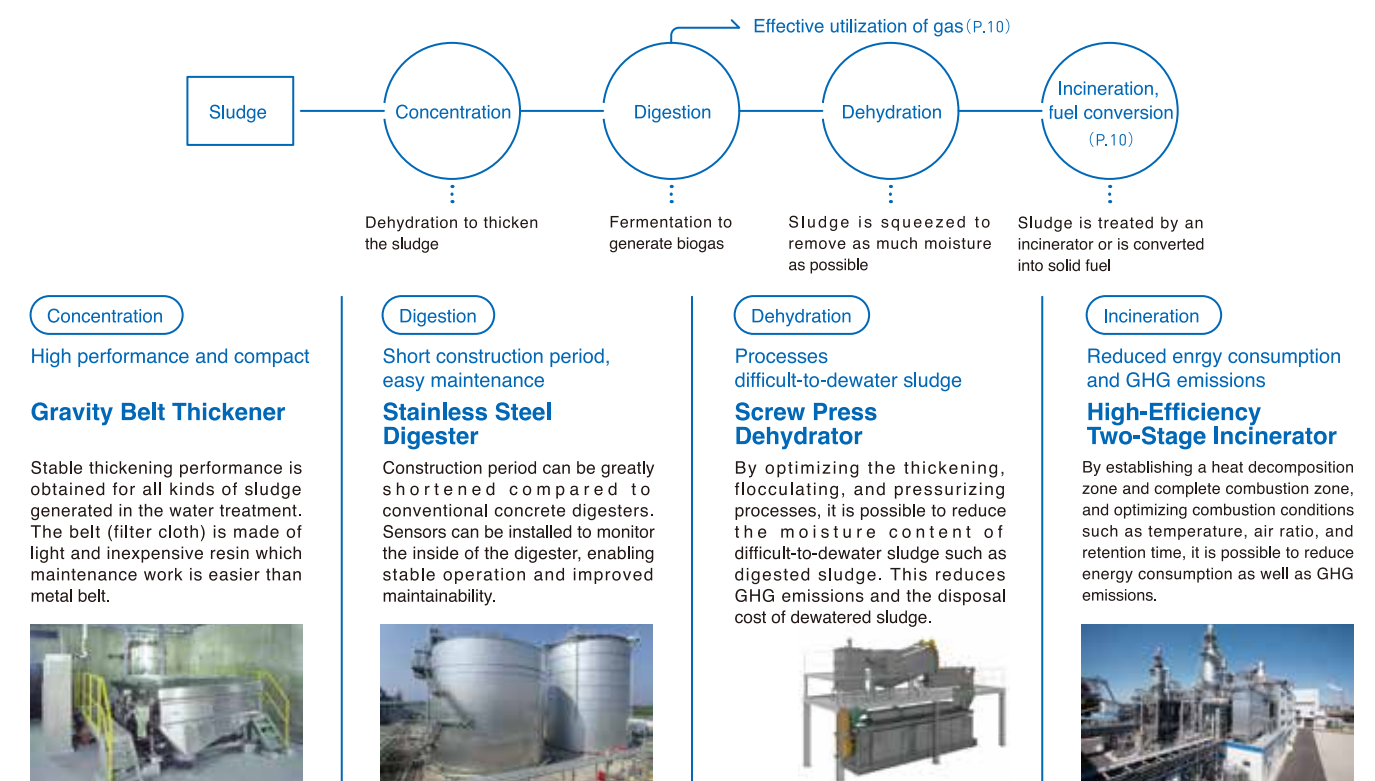 Effective utilization of gas(P.10)
Sludge
Concentration
Digestion
Dehydration
Incineration,
fuel conversion
(P.10)
Dehydration to thicken
the sludge
Fermentation to
generate biogas
Sludge is squeezed to
remove as much moisture
as possible
Sludge is treated by an
incinerator or is converted
into solid fuel
Concentration
High performance and compact
Gravity Belt Thickener
Stable thickening performance is
obtained for all kinds of sludge
generated in the water treatment.
The belt (filter cloth) is made of
light and inexpensive resin which
maintenance work is easier than
metal belt.
Digestion
Short construction period,
easy maintenance
Stainless Steel
Digester
Construction period can be greatly
shortened compared to
conventional concrete digesters.
Sensors can be installed to monitor
the inside of the digester, enabling
stable operation and improved
maintainability.
Dehydration
Processes
difficult-to-dewater sludge
Screw Press
Dehydrator
By optimizing the thickening,
flocculating, and pressurizing
processes, it is possible to reduce
the moisture content of
difficult-to-dewater sludge such as
digested sludge. This reduces
GHG emissions and the disposal
cost of dewatered sludge.
Incineration
Reduced enrgy consumption
and GHG emissions
High-Efficiency
Two-Stage Incinerator
By establishing a heat decomposition
zone and complete combustion zone,
and optimizing combustion conditions
such as temperature, air ratio, and
retention time, it is possible to reduce
energy consumption as well as GHG
emissions.